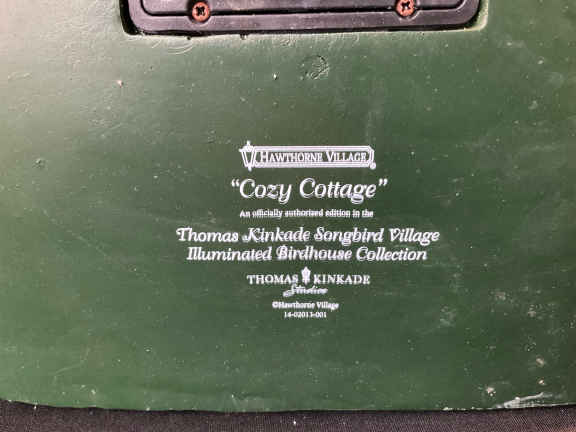 HAWTHORNE VILLAGE®
“Cozy Cottage”
An officially authorized edition in the
Thomas Kinkade Songbird Village
Illuminated Birdhouse Collection
THOMAS KINKADE
Studios
©Hawthorne Village
14-02013-001